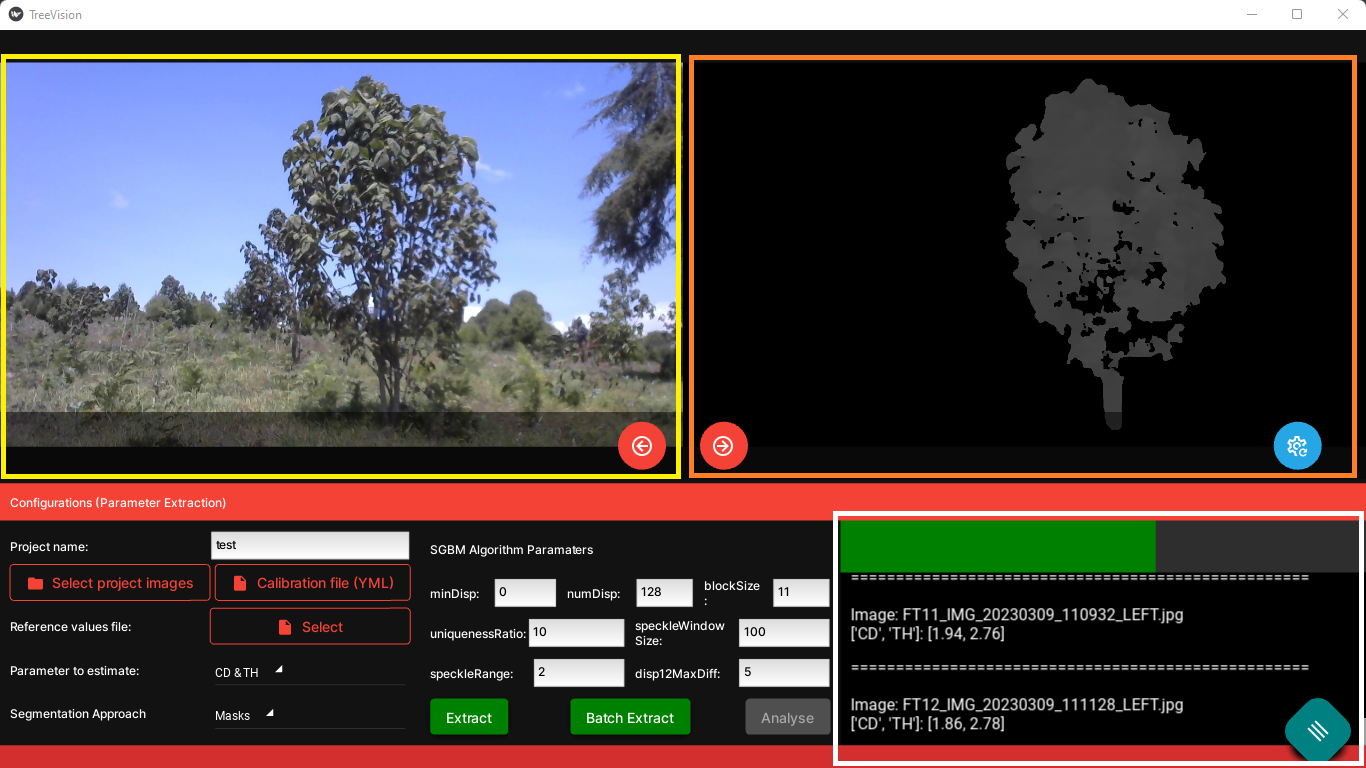 TreeVision
Configurations (Parameter Extraction)
Project name:
test
Select project images
Calibration file (YML)
Reference values file:
Select
Parameter to estimate:
CD & TH
Segmentation Approach
Masks
SGBM Algorithm Paramaters
minDisp:
0
numDisp:
128
blockSize
:
11
uniquenessRatio:
10
speckleWindow
Size:
100
speckleRange:
2
disp12MaxDiff:
5
Extract
Batch Extract
Analyse
===================================================
Image: FT11_IMG_20230309_110932_LEFT.jpg
['CD', 'TH']: [1.94, 2.76]
===================================================
Image: FT12_IMG_20230309_111128_LEFT.jpg
['CD', 'TH']: [1.86, 2.78]